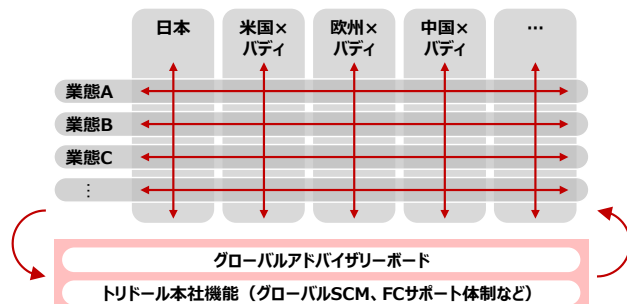 日本
米国×
バディ
欧州×
バディ
中国×
バディ
…
業態A
業態B
業態C
⋮
グローバルアドバイザリーボード
トリドール本社機能（グローバルSCM、FCサポート体制など）